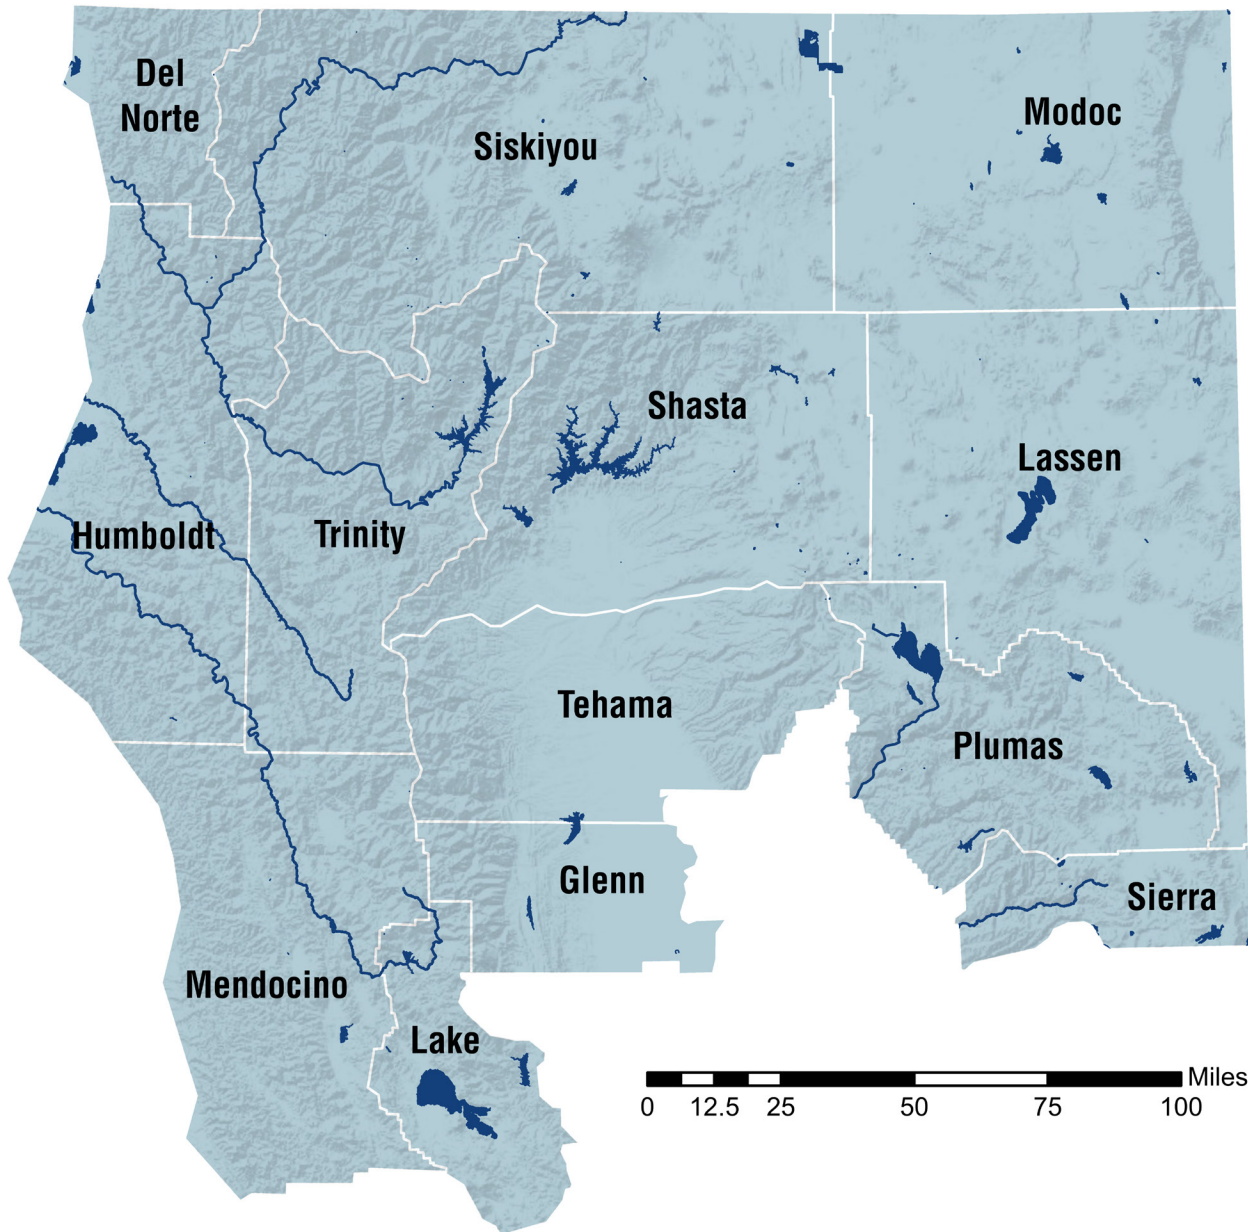 Del
Norte
Siskiyou
Modoc
Shasta
Lassen
Humboldt
Trinity
Tehama
Plumas
Glenn
Sierra
Mendocino
Lake
Miles
0 12.5 25 50 75 100